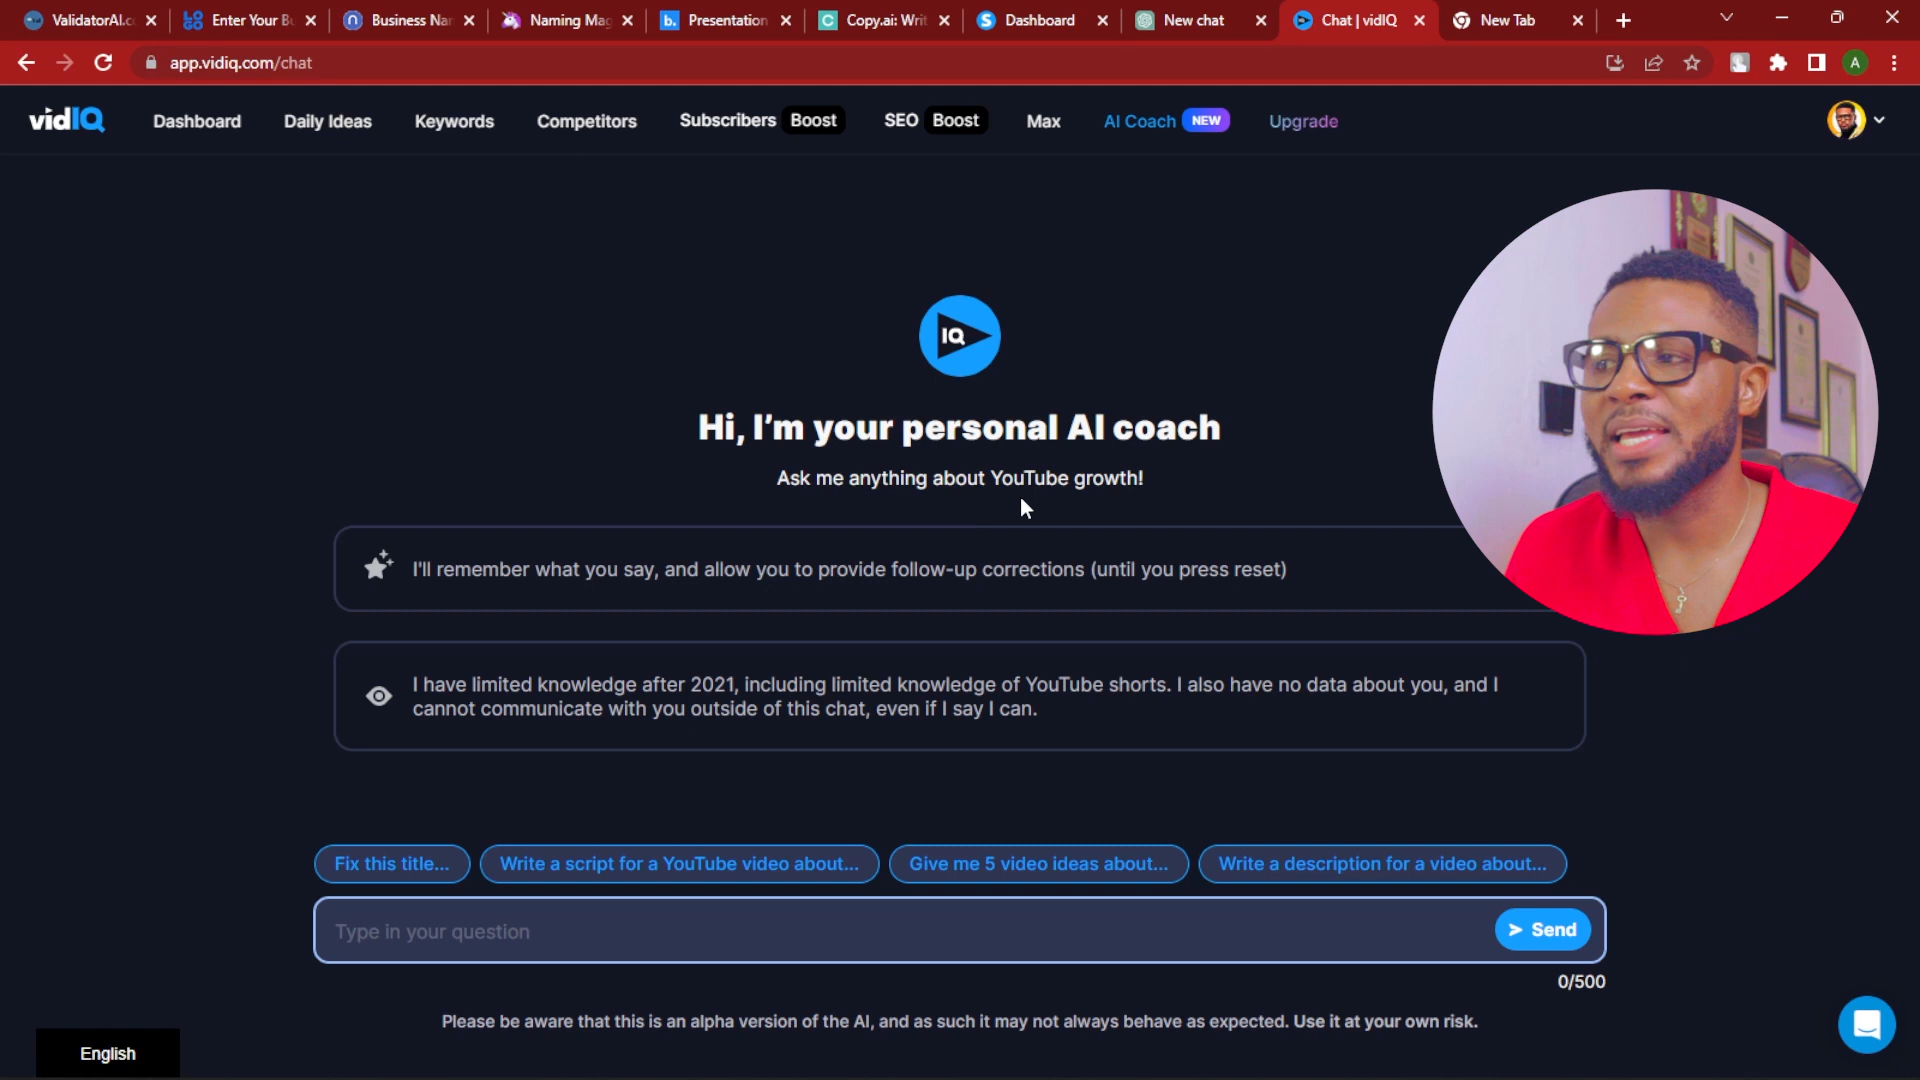 ValidatorAI.c
Enter Your B
Business Na
Naming Ma
Presentation
Copy.ai: Writ
Dashboard
New chat
Chat | vidIQ
New Tab
app.vidiq.com/chat
A
vidIQ
Dashboard
Daily Ideas
Keywords
Competitors
Subscribers Boost
SEO Boost
Max
AI Coach NEW
Upgrade
IQ
Hi, I'm your personal AI coach
Ask me anything about YouTube growth!
I'll remember what you say, and allow you to provide follow-up corrections (until you press reset)
I have limited knowledge after 2021, including limited knowledge of YouTube shorts. I also have no data about you, and I
cannot communicate with you outside of this chat, even if I say I can.
Fix this title...
Write a script for a YouTube video about...
Give me 5 video ideas about...
Write a description for a video about...
Type in your question
Send
0/500
Please be aware that this is an alpha version of the AI, and as such it may not always behave as expected. Use it at your own risk.
English